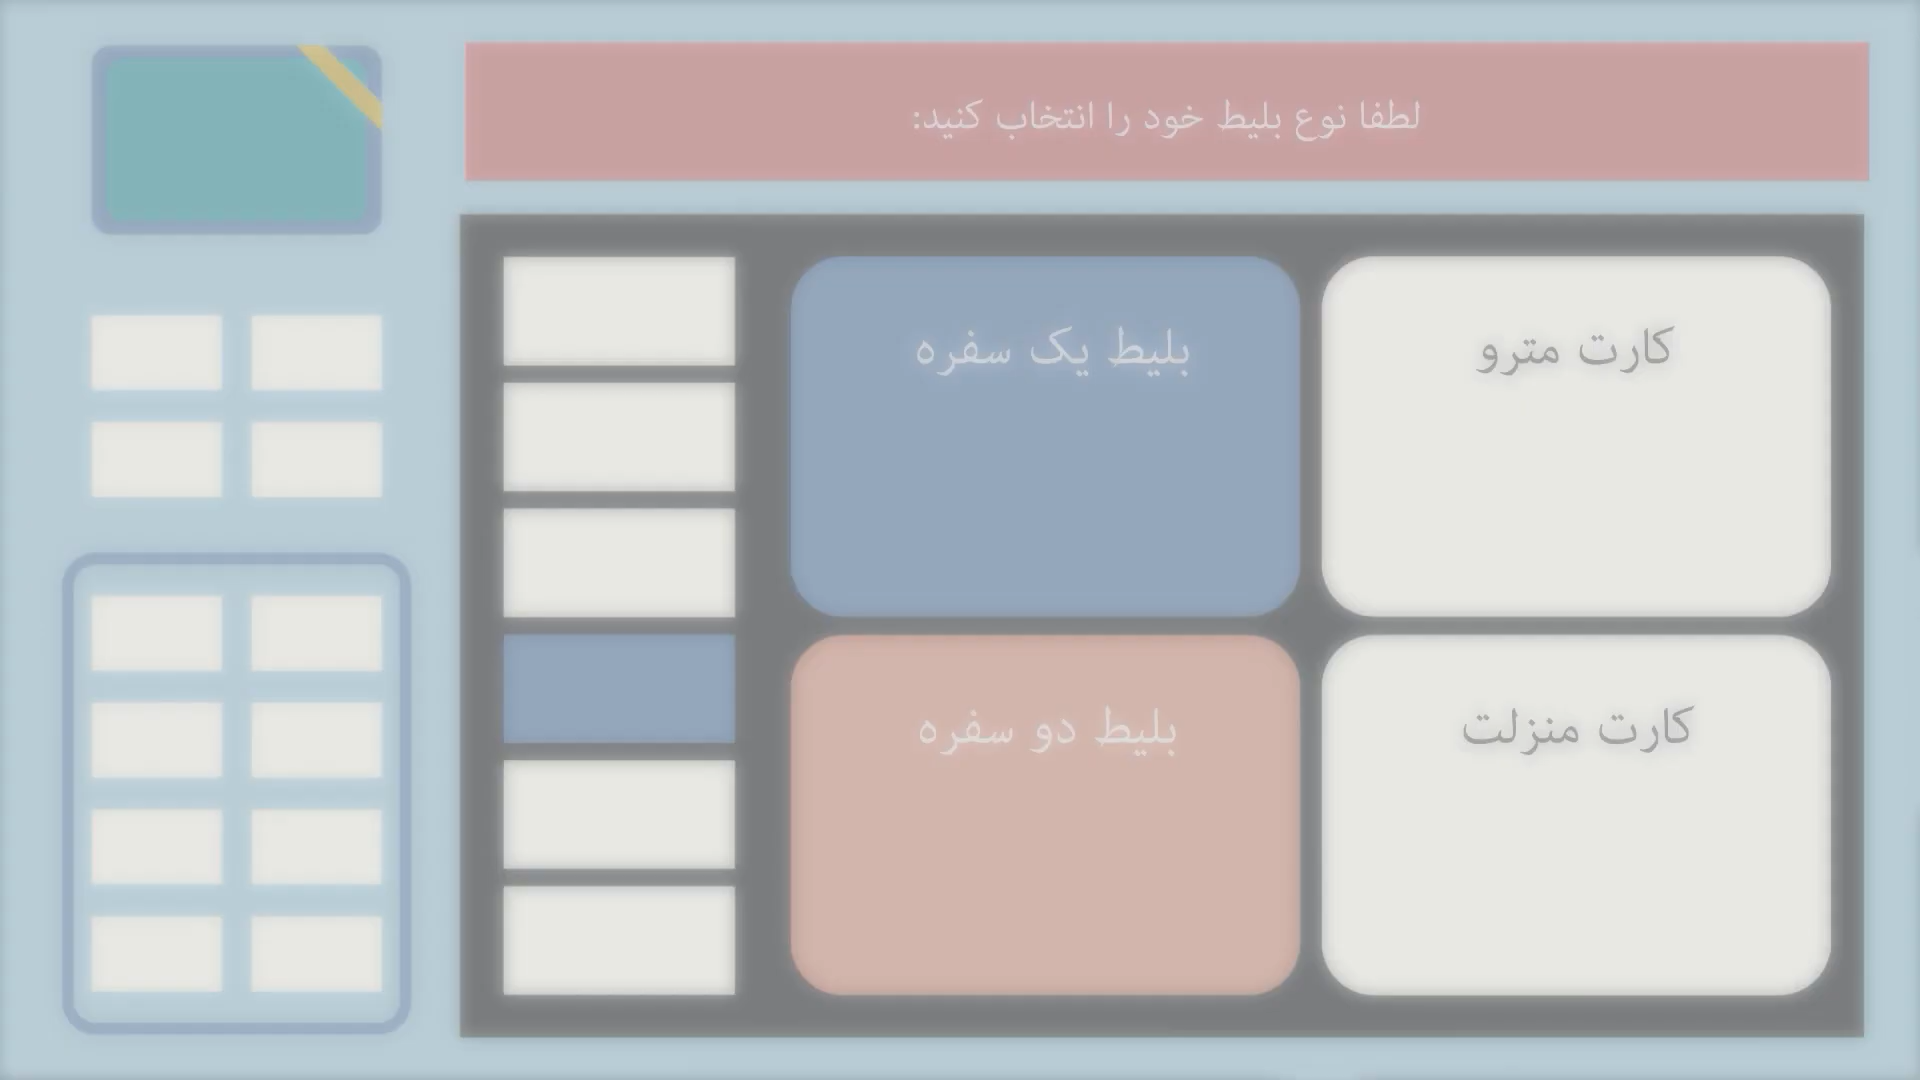 لطفا نوع بلیط خود را انتخاب کنید:
کارت مترو
بلیط یک سفره
کارت منزلت
بلیط دو سفره